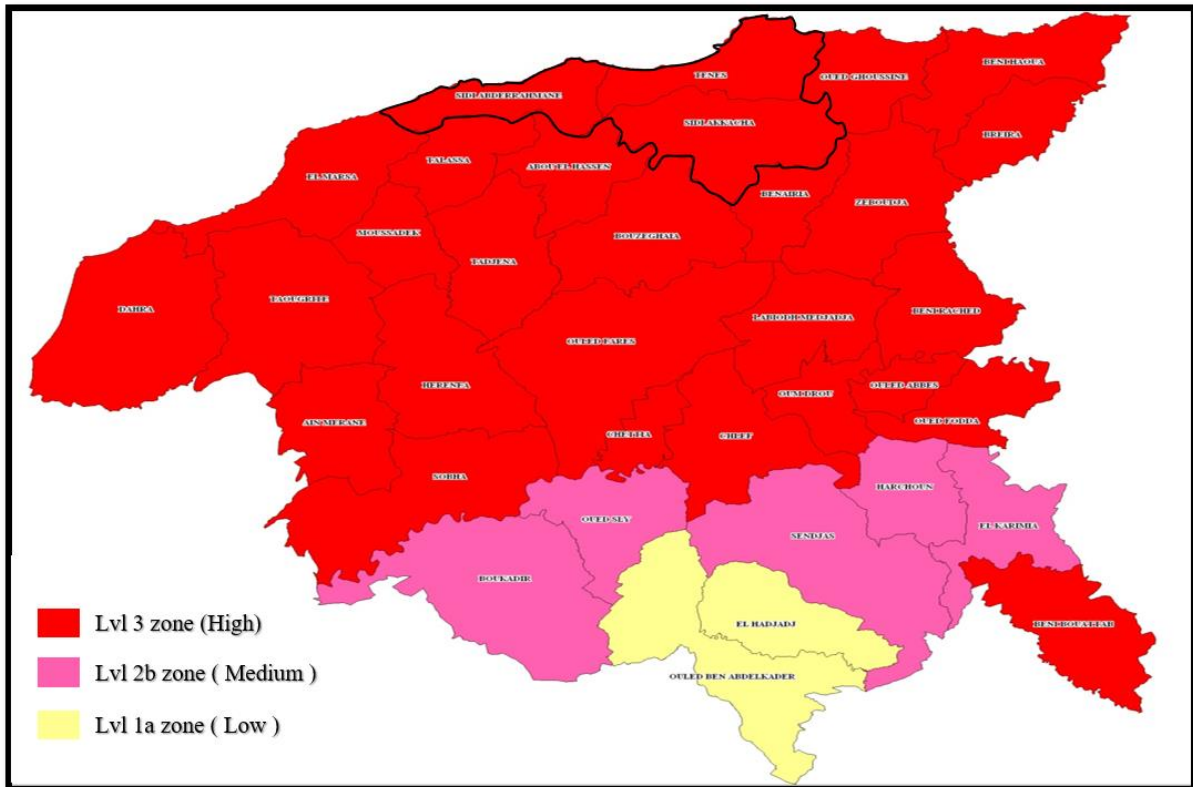 TENES
OUED GHOUSSINE
BENI HAOUA
SIDI ABDERRAHMANE
SIDI AKKACHA
BREIRA
TALASSA
ABOU EL HASSEN
EL MARSA
BENAIRIA
ZEBOUDJA
MOUSSADEK
BOUZEGHAIA
TADJENA
TAOUGRITE
DAHRA
LABIODH MEDJADJA
BENI RACHED
OULED FARES
HERENFA
OUM DROU
OULED ABBES
AIN MERANE
CHETTIA
CHLEF
OUED FODDA
SOBHA
HARCHOUN
OUED SLY
EL KARIMIA
SENDJAS
BOUKADIR
BENI BOUATTAB
EL HADJADJ
OULED BEN ABDELKADER
Lvl 3 zone (High)
Lvl 2b zone ( Medium )
Lvl 1a zone ( Low )